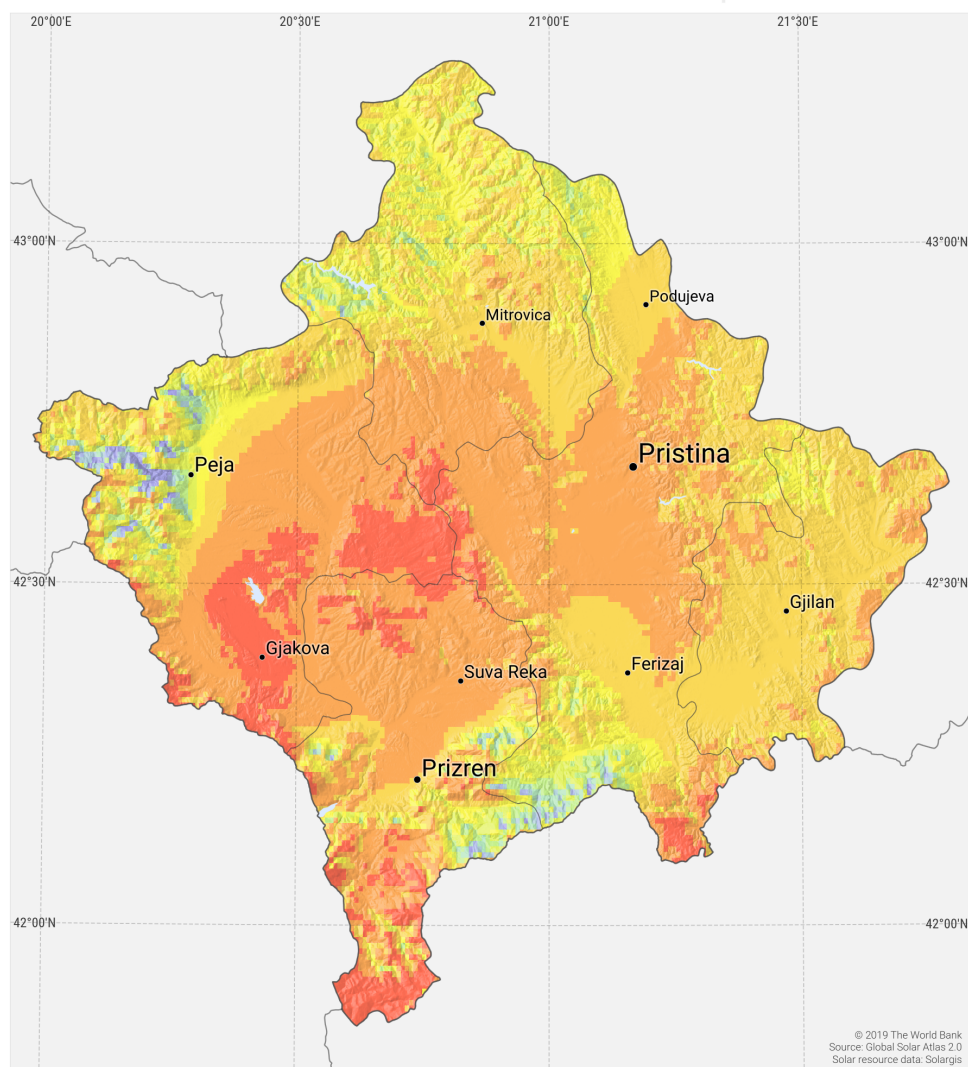 20°00'E 20°30'E 21°00'E 21°30'E
43°00'N 43°00'N
Podujeva
Mitrovica
Pristina
Peja
42°30'N 42°30'N
Gjilan
Gjakova
Ferizaj
Suva Reka
Prizren
42°00'N 42°00'N
© 2019 The World Bank
Source: Global Solar Atlas 2.0
Solar resource data: Solargis